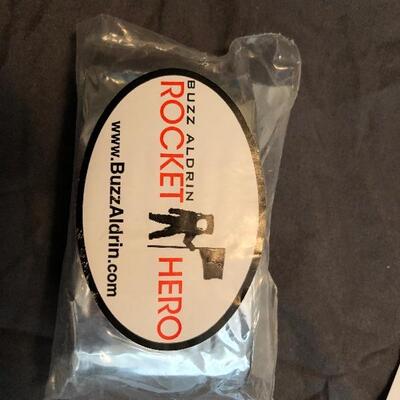 BUZZ ALDRIN
ROCKET HERO
www.BuzzAldrin.com